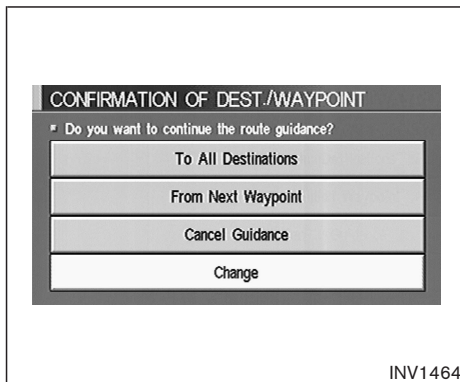 CONFIRMATION OF DEST./WAYPOINT
Do you want to continue the route guidance?
To All Destinations
From Next Waypoint
Cancel Guidance
Change
INV1464